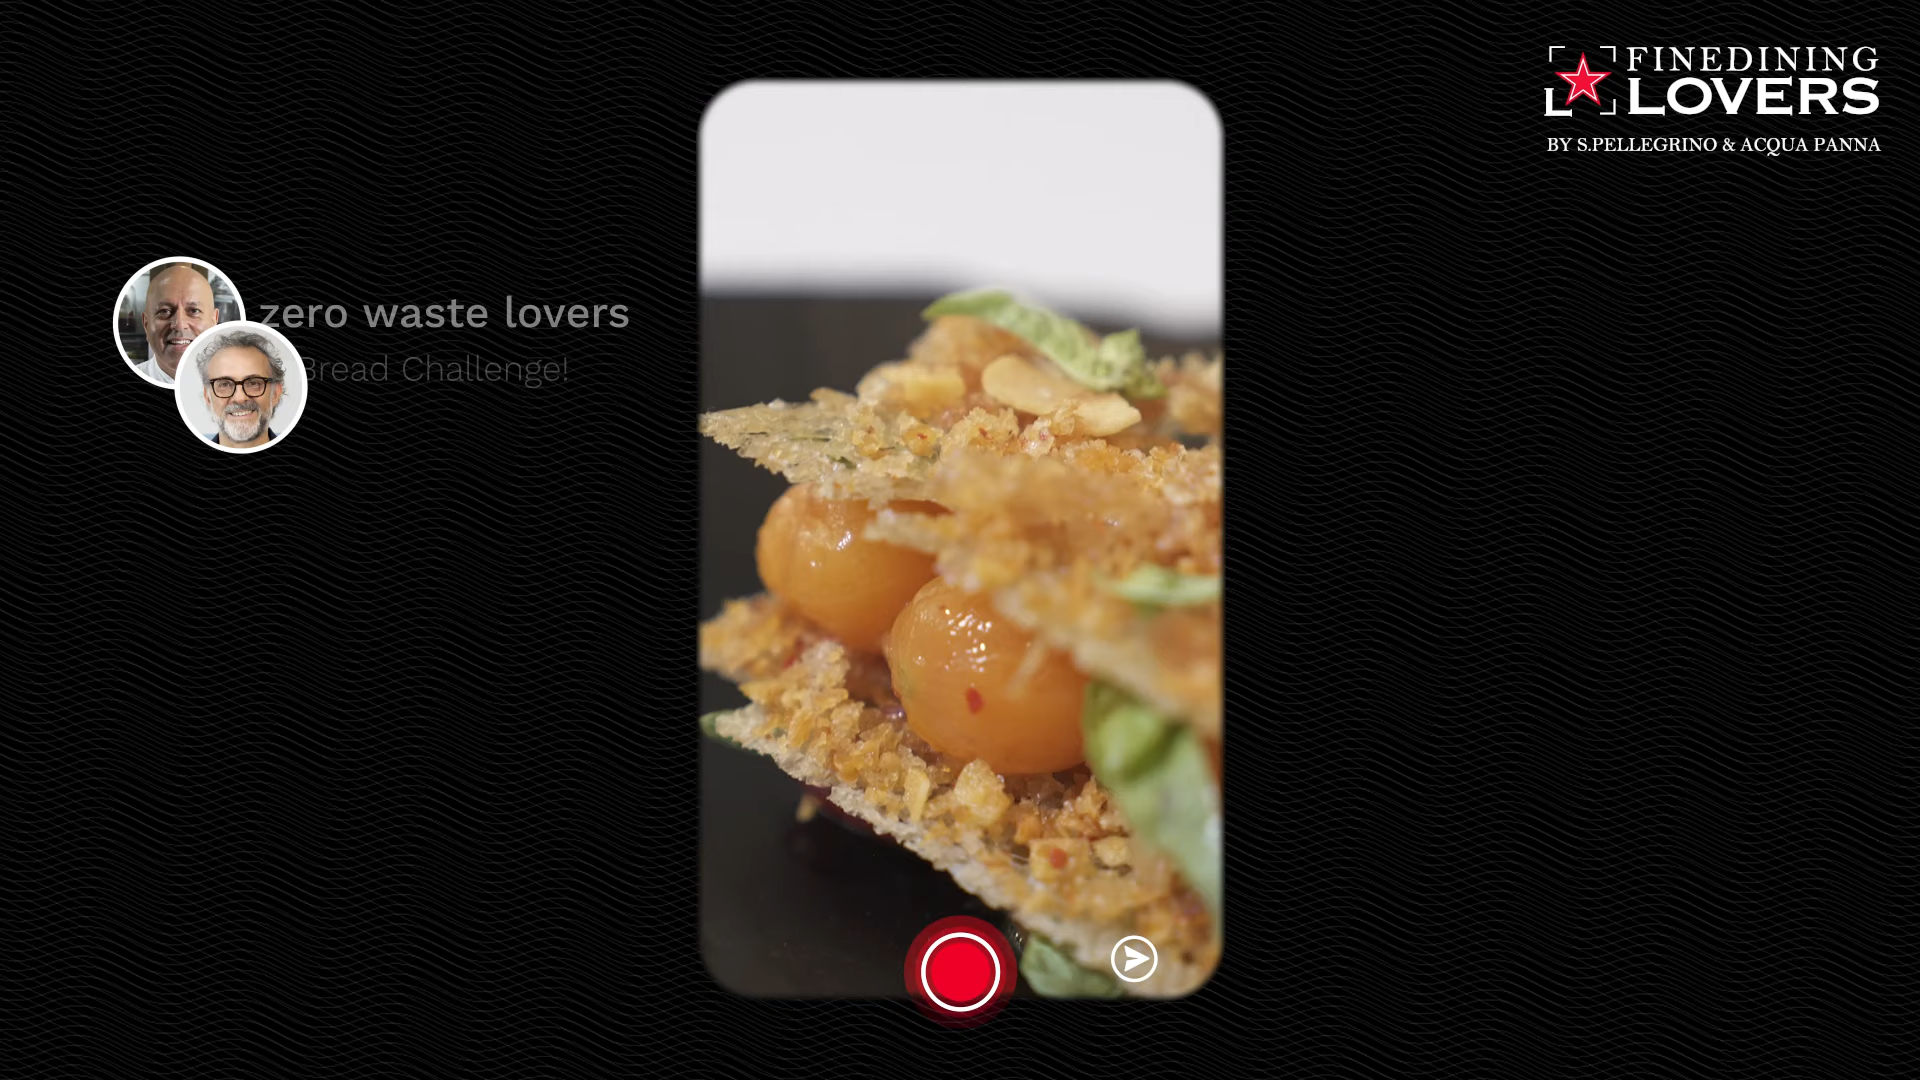 FINEDINING
LOVERS
BY S.PELLEGRINO & ACQUA PANNA
zero waste lovers
Bread Challenge!